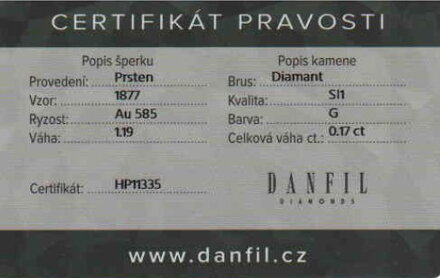 CERTIFIKÁT PRAVOSTI
Popis šperku
Provedení: Prsten
Vzor: 1877
Ryzost: Au 585
Váha: 1.19
Certifikát: HP11335
Popis kamene
Brus: Diamant
Kvalita: SI1
Barva: G
Celková váha ct.: 0.17 ct
DANFIL
DIAMONDS
www.danfil.cz